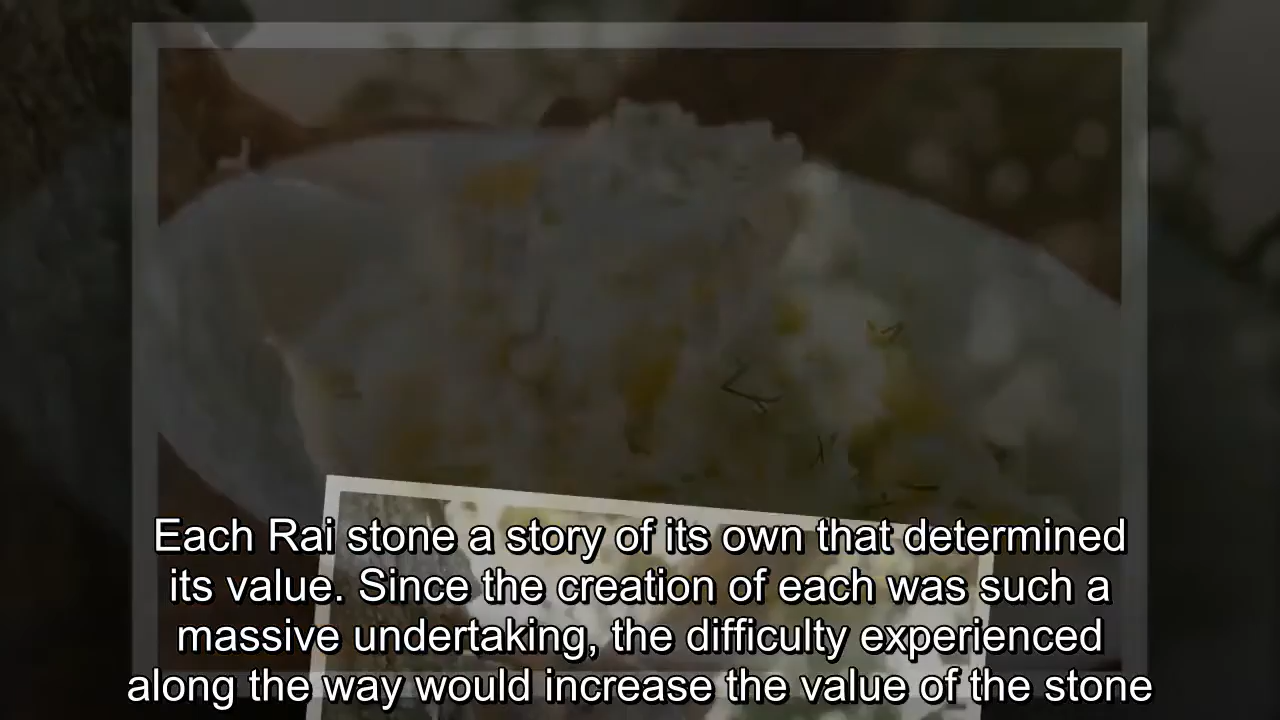 Each Rai stone a story of its own that determined
its value. Since the creation of each was such a
massive undertaking, the difficulty experienced
along the way would increase the value of the stone